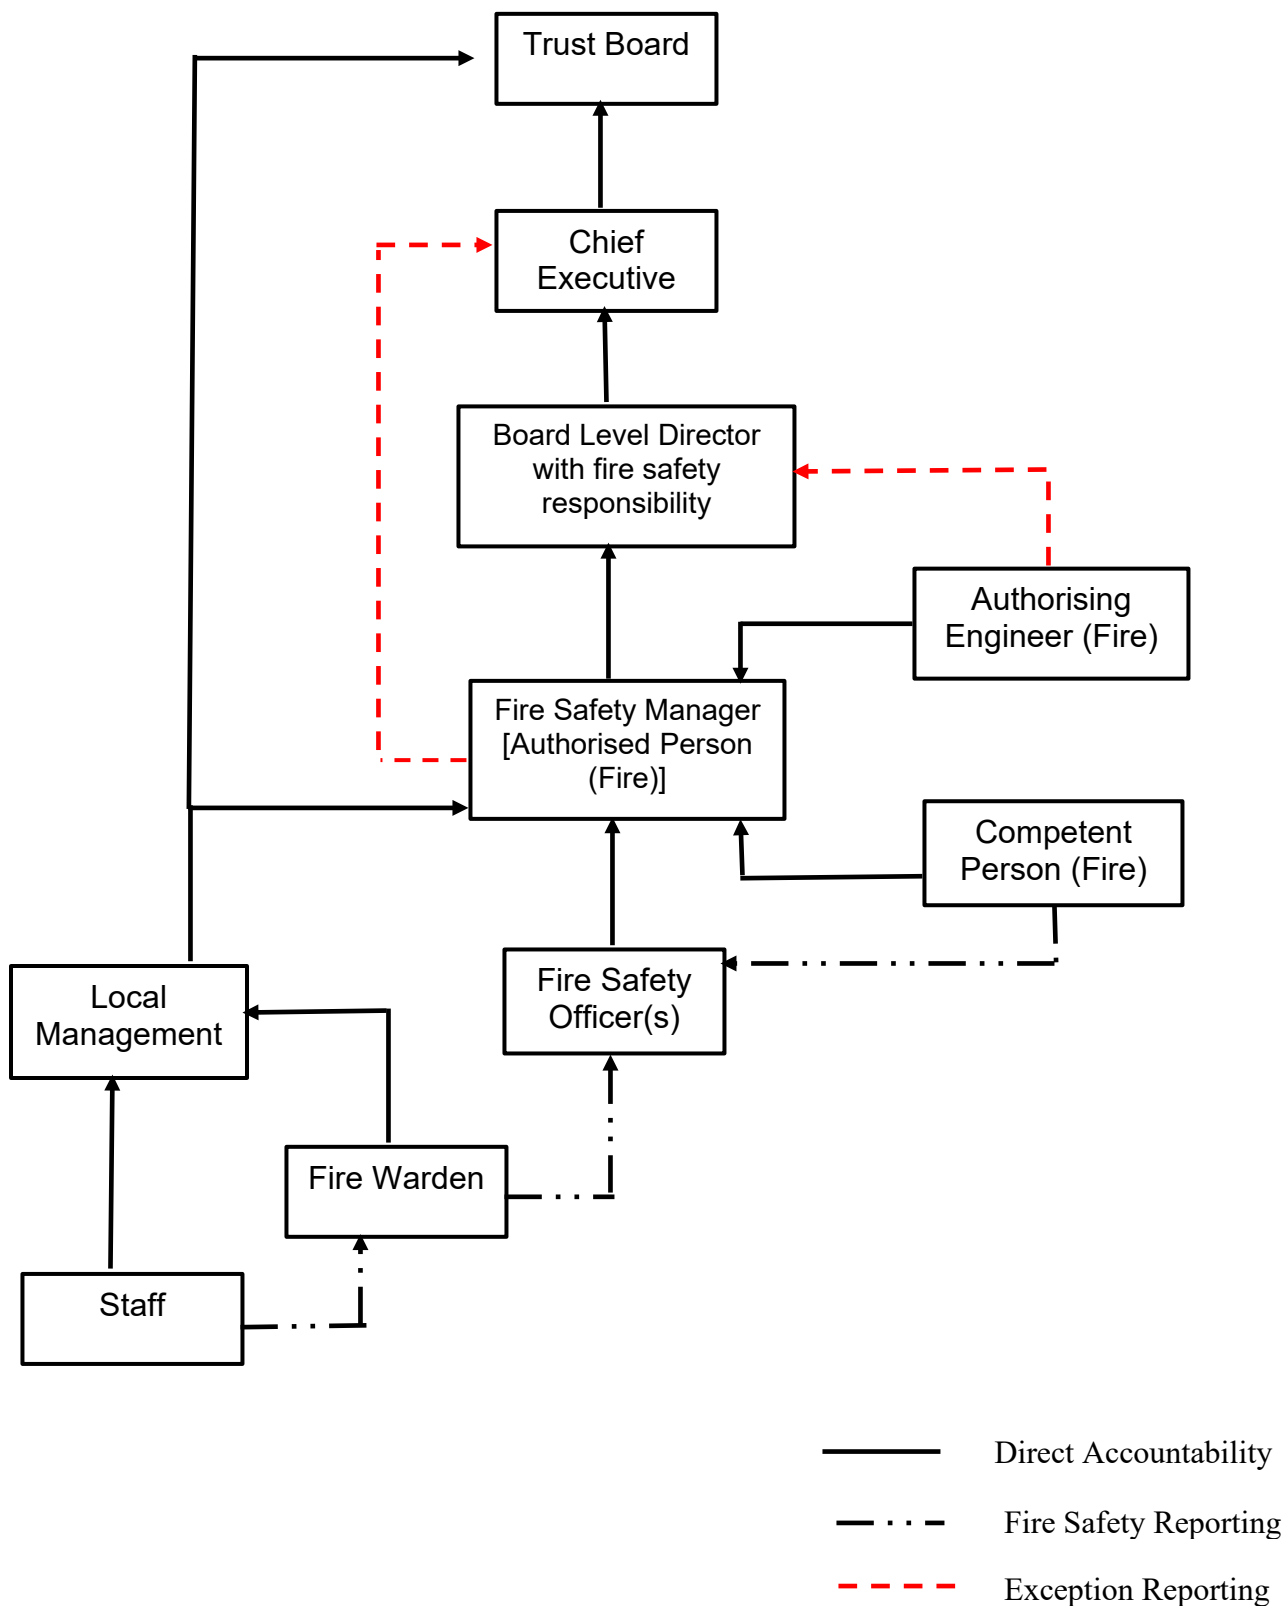 Trust Board
Chief
Executive
Board Level Director
with fire safety
responsibility
Authorising
Engineer (Fire)
Fire Safety Manager
[Authorised Person
(Fire)]
Competent
Person (Fire)
Fire Safety
Officer(s)
Local
Management
Fire Warden
Staff
Direct Accountability
Fire Safety Reporting
Exception Reporting